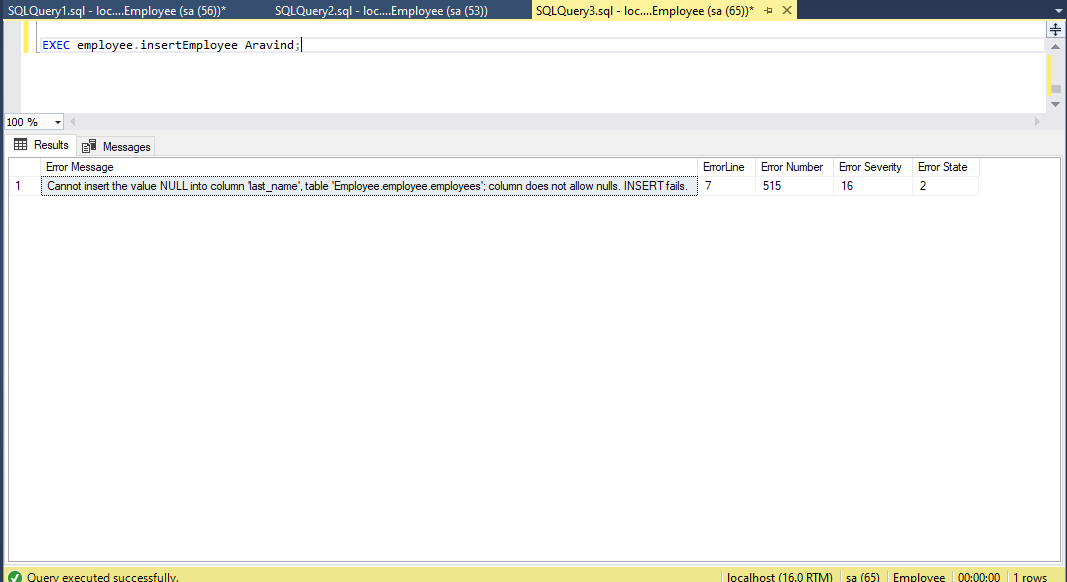 SQLQuery1.sql - loc....Employee (sa (56))* SQLQuery2.sql - loc....Employee (sa (53)) SQLQuery3.sql - loc....Employee (sa (65))*
EXEC employee.insertEmployee Aravind;
100 %
Results Messages
Error Message ErrorLine Error Number Error Severity Error State
1 Cannot insert the value NULL into column 'last_name', table 'Employee.employee.employees'; column does not allow nulls. INSERT fails. 7 515 16 2
Query executed successfully. localhost (16.0 RTM) sa (65) Employee 00:00:00 1 rows